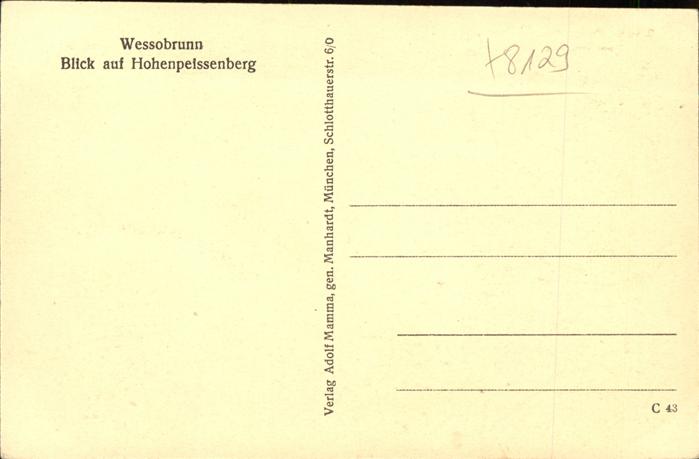 Wessobrunn
Blick auf Hohenpeissenberg
Verlag Adolf Mamma, gen. Manhardt, München, Schlotthauerstr. 6/0
+8129
C 43